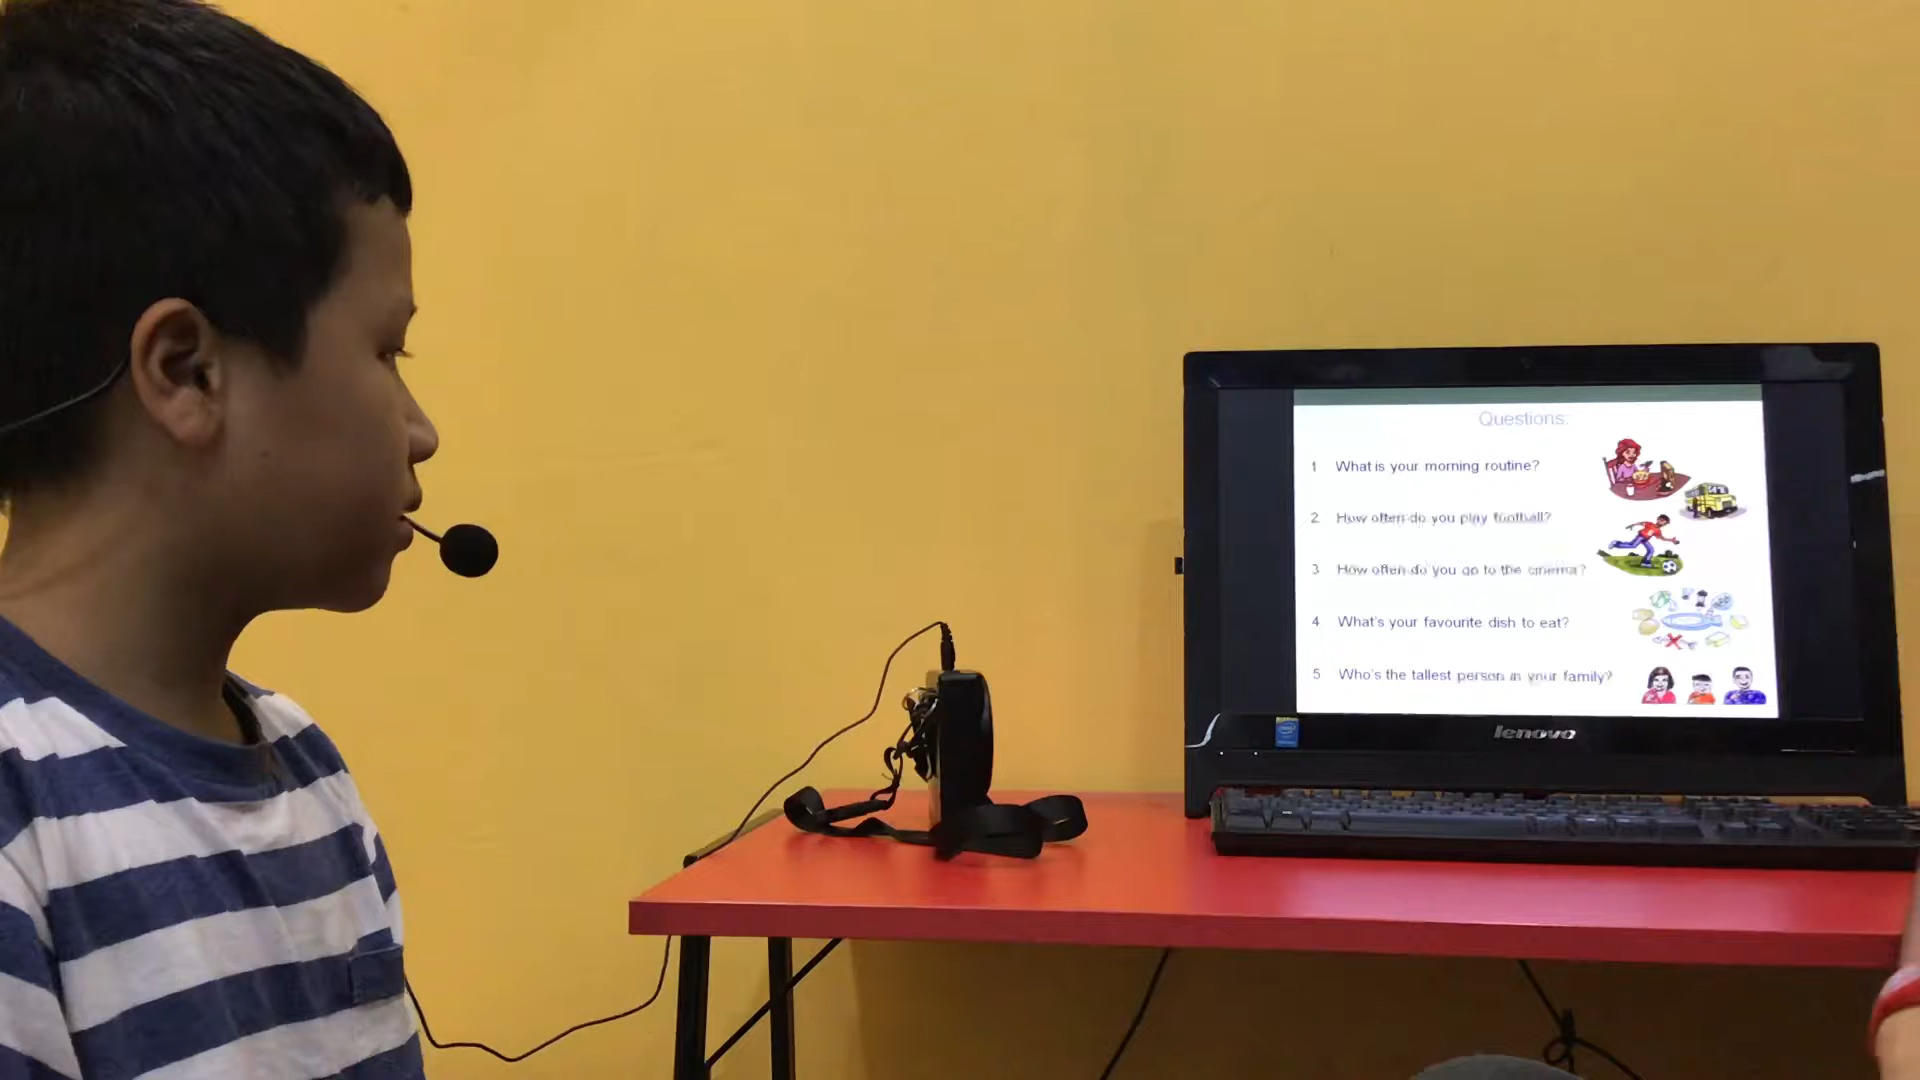 Questions:
1 What is your morning routine?
2 How often do you play football?
3 How often do you go to the cinema?
4 What's your favourite dish to eat?
5 Who's the tallest person in your family?
lenovo